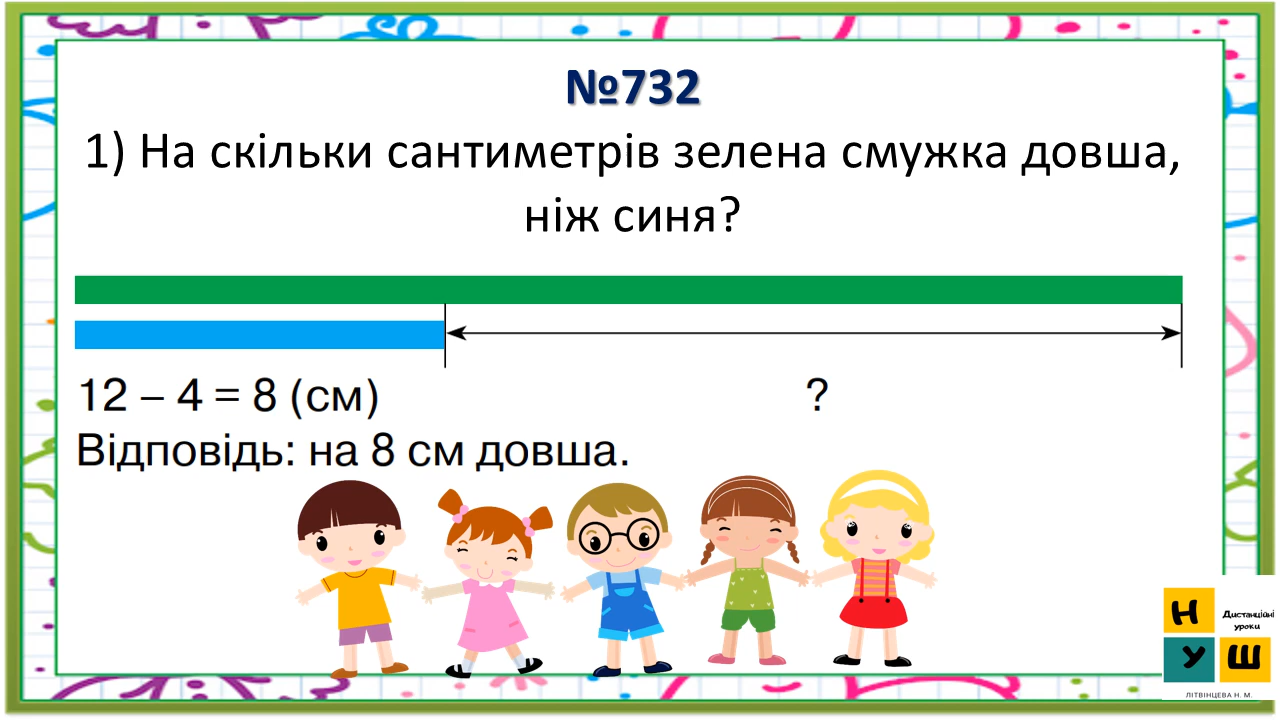 №732
1) На скільки сантиметрів зелена смужка довша,
ніж синя?
12 – 4 = 8 (см)
?
Відповідь: на 8 см довша.
Н
Дистанційні
уроки
У
Ш
ЛІТВІНЦЕВА Н. М.